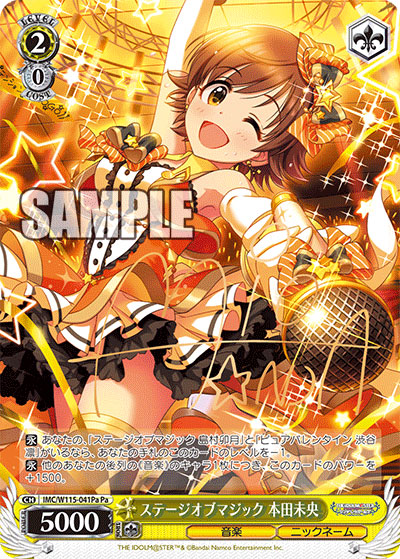 LEVEL
2
0
COST
SAMPLE
永 あなたの、「ステージオブマジック 島村卯月」と「ピュアバレンタイン 渋谷
凛」がいるなら、あなたの手札のこのカードのレベルを-1。
永 他のあなたの後列の《音楽》のキャラ1枚につき、このカードのパワーを
+1500。
CH IMC/W115-041Pa Pa
ステージオブマジック 本田未央
5000
音楽
ニックネーム
THE IDOLM@STER™&©Bandai Namco Entertainment Inc.